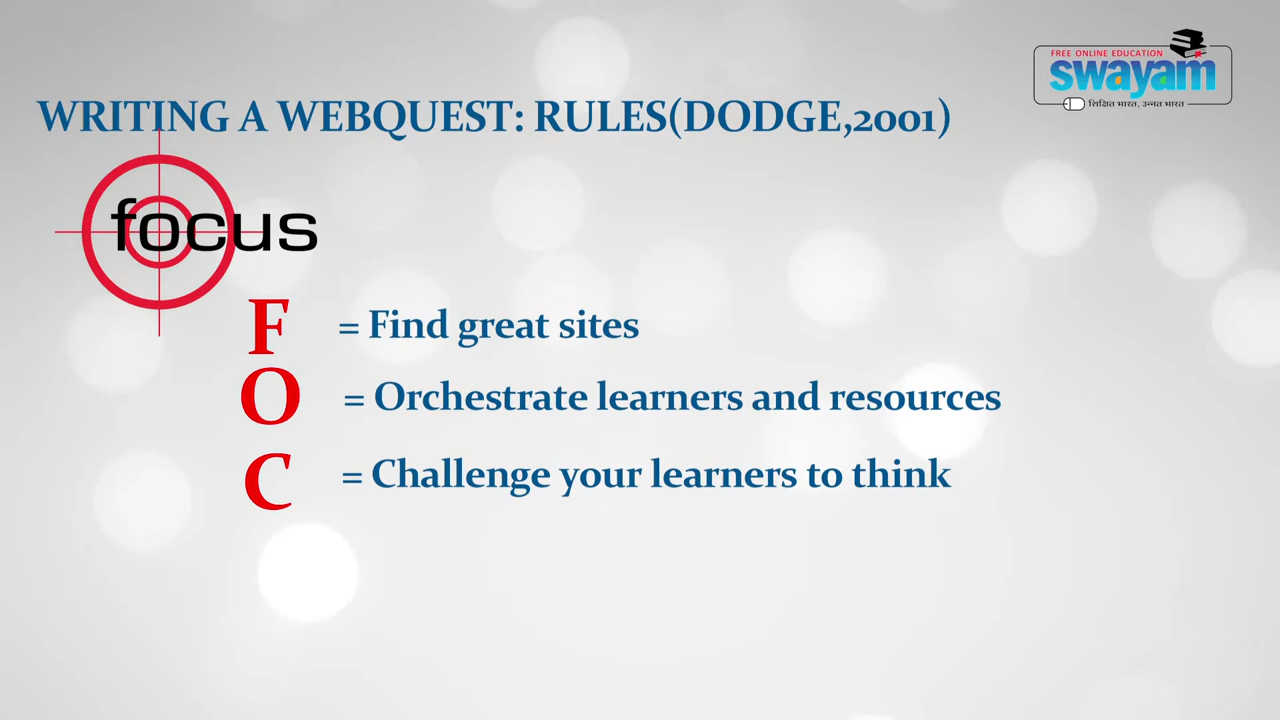 FREE ONLINE EDUCATION
swayam
शिक्षित भारत, उन्नत भारत
WRITING A WEBQUEST: RULES(DODGE,2001)
focus
F = Find great sites
O = Orchestrate learners and resources
C = Challenge your learners to think